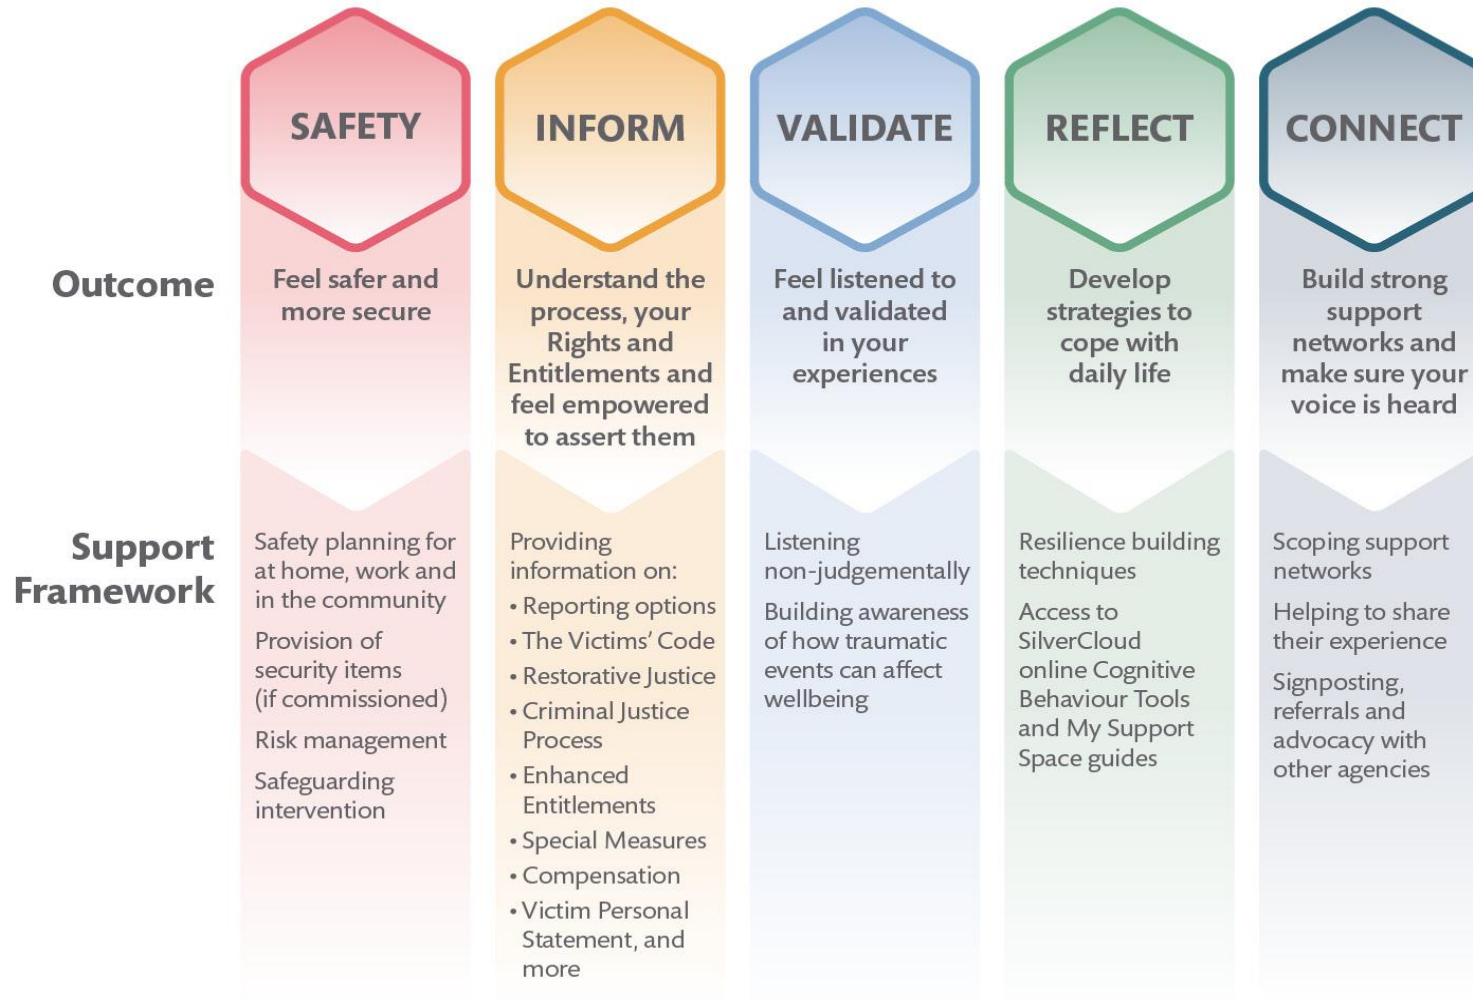 SAFETY
INFORM
VALIDATE
REFLECT
CONNECT
Outcome
Feel safer and
more secure
Understand the
process, your
Rights and
Entitlements and
feel empowered
to assert them
Feel listened to
and validated
in your
experiences
Develop
strategies to
cope with
daily life
Build strong
support
networks and
make sure your
voice is heard
Support
Framework
Safety planning for
at home, work and
in the community
Provision of
security items
(if commissioned)
Risk management
Safeguarding
intervention
Providing
information on:
• Reporting options
• The Victims’ Code
• Restorative Justice
• Criminal Justice
Process
• Enhanced
Entitlements
• Special Measures
• Compensation
• Victim Personal
Statement, and
more
Listening
non-judgementally
Building awareness
of how traumatic
events can affect
wellbeing
Resilience building
techniques
Access to
SilverCloud
online Cognitive
Behaviour Tools
and My Support
Space guides
Scoping support
networks
Helping to share
their experience
Signposting,
referrals and
advocacy with
other agencies